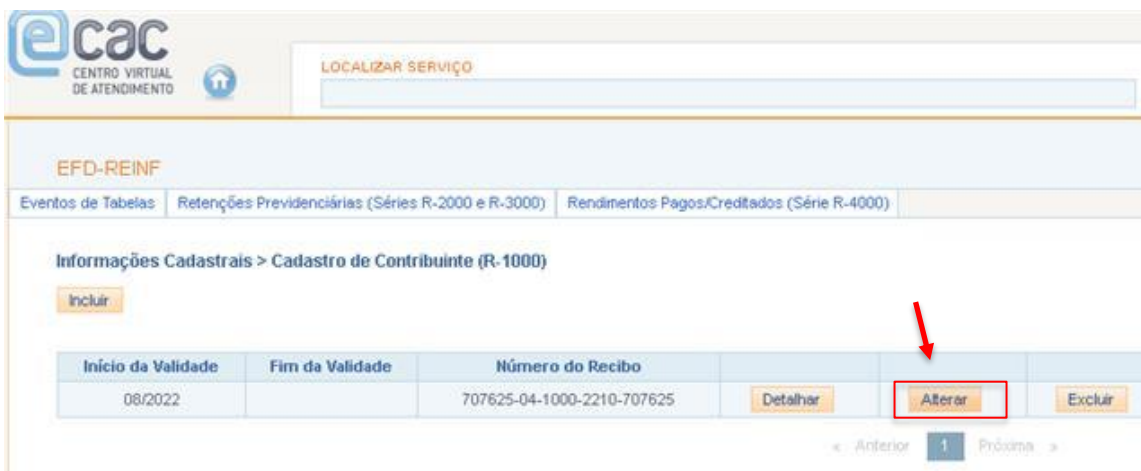 ecac
CENTRO VIRTUAL
DE ATENDIMENTO
LOCALIZAR SERVIÇO
EFD-REINF
Eventos de Tabelas Retenções Previdenciárias (Séries R-2000 e R-3000) Rendimentos Pagos/Creditados (Série R-4000)
Informações Cadastrais > Cadastro de Contribuinte (R-1000)
Incluir
Início da Validade Fim da Validade Número do Recibo
08/2022 707625-04-1000-2210-707625 Detalhar Alterar Excluir
« Anterior 1 Próxima »